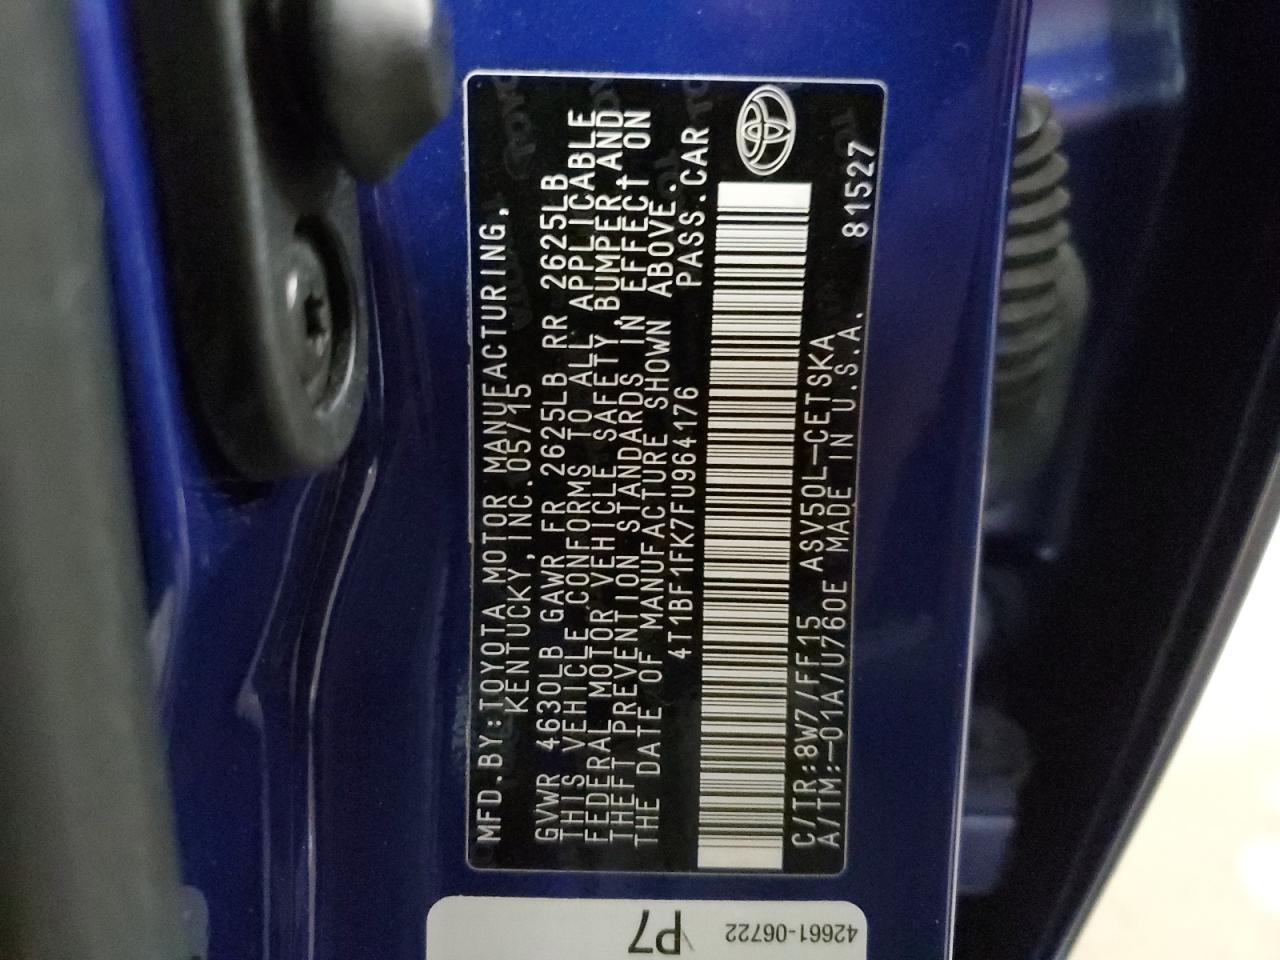 MFD.BY:TOYOTA MOTOR MANUFACTURING,
KENTUCKY,INC.05/15
GVWR 4630LB GAWR FR 2625LB RR 2625LB
THIS VEHICLE CONFORMS TO ALL APPLICABLE
FEDERAL MOTOR VEHICLE SAFETY,BUMPER,AND
THEFT PREVENTION STANDARDS IN EFFECT ON
THE DATE OF MANUFACTURE SHOWN ABOVE.
4T1BF1FK7FU964176 PASS.CAR
C/TR:8W7/FF15 ASV50L-CETSKA
A/TM:-01A/U760E MADE IN U.S.A. 81527
42661-06722
P7